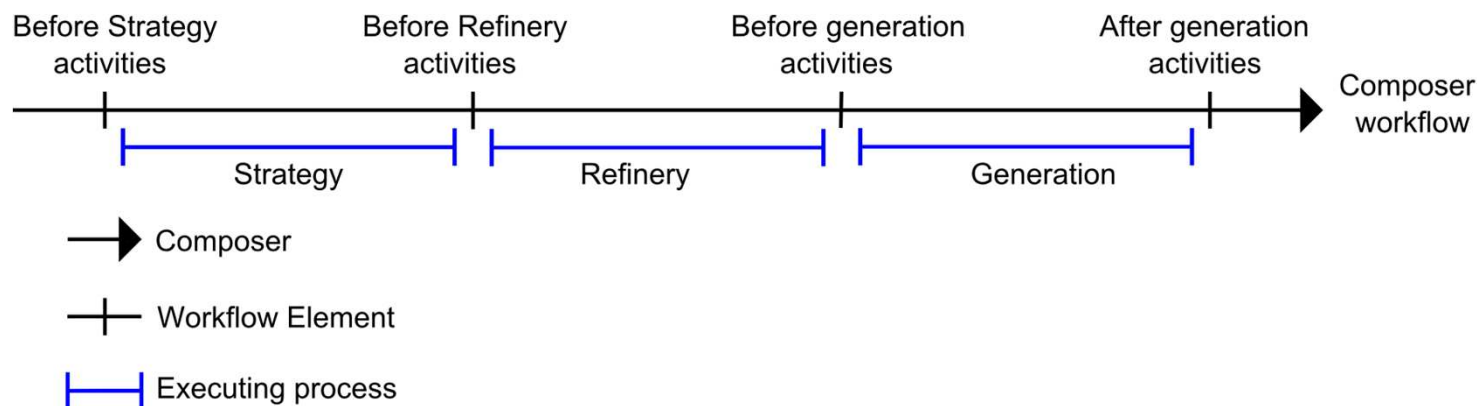 Before Strategy
activities
Before Refinery
activities
Before generation
activities
After generation
activities
Composer
workflow
Strategy
Refinery
Generation
Composer
Workflow Element
Executing process